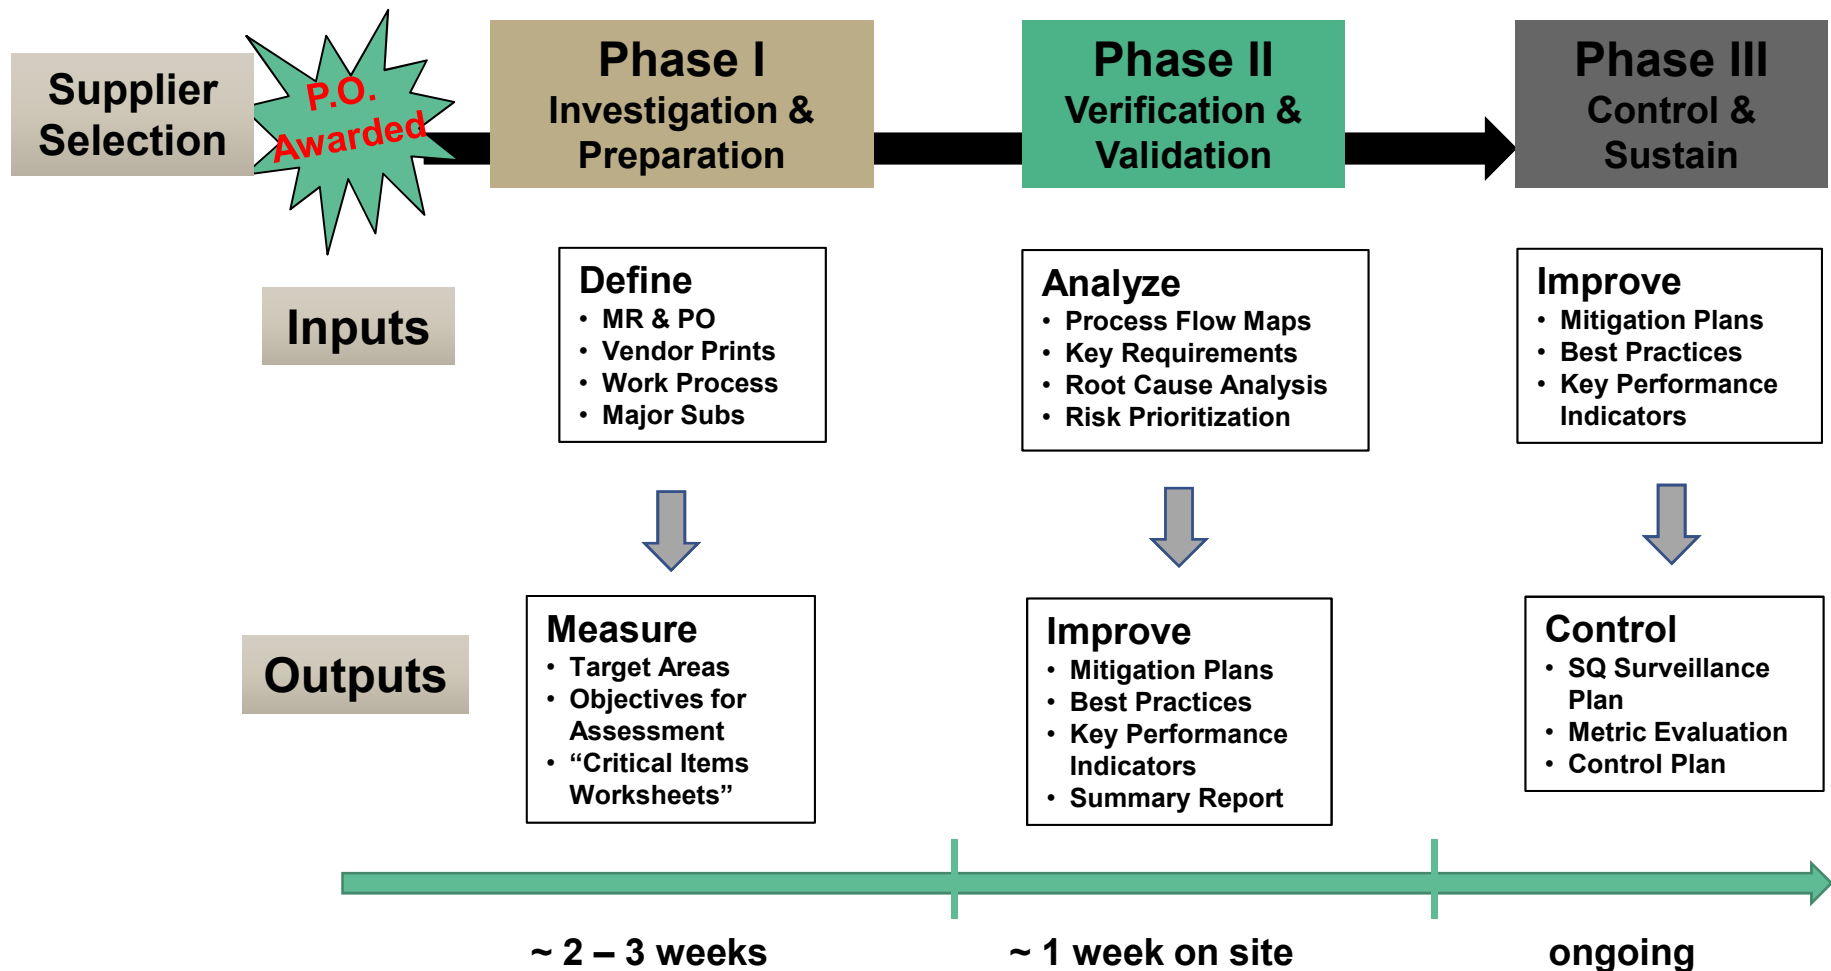 Supplier
Selection
P.O.
Awarded
Phase I
Investigation &
Preparation
Phase II
Verification &
Validation
Phase III
Control &
Sustain
Inputs
Define
• MR & PO
• Vendor Prints
• Work Process
• Major Subs
Analyze
• Process Flow Maps
• Key Requirements
• Root Cause Analysis
• Risk Prioritization
Improve
• Mitigation Plans
• Best Practices
• Key Performance
Indicators
Outputs
Measure
• Target Areas
• Objectives for
Assessment
• “Critical Items
Worksheets”
Improve
• Mitigation Plans
• Best Practices
• Key Performance
Indicators
• Summary Report
Control
• SQ Surveillance
Plan
• Metric Evaluation
• Control Plan
~ 2 – 3 weeks
~ 1 week on site
ongoing